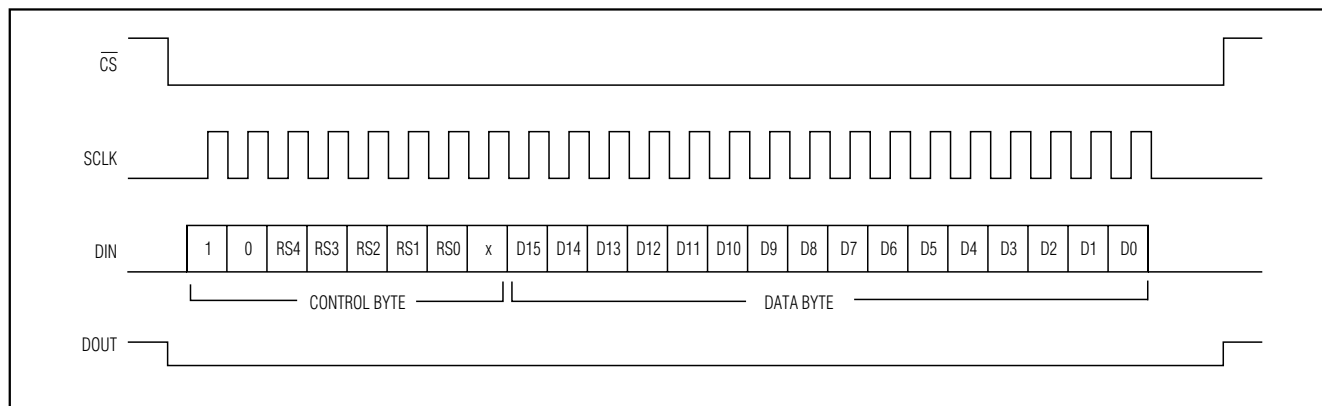 CS
SCLK
DIN 1 0 RS4 RS3 RS2 RS1 RS0 x D15 D14 D13 D12 D11 D10 D9 D8 D7 D6 D5 D4 D3 D2 D1 D0
CONTROL BYTE DATA BYTE
DOUT